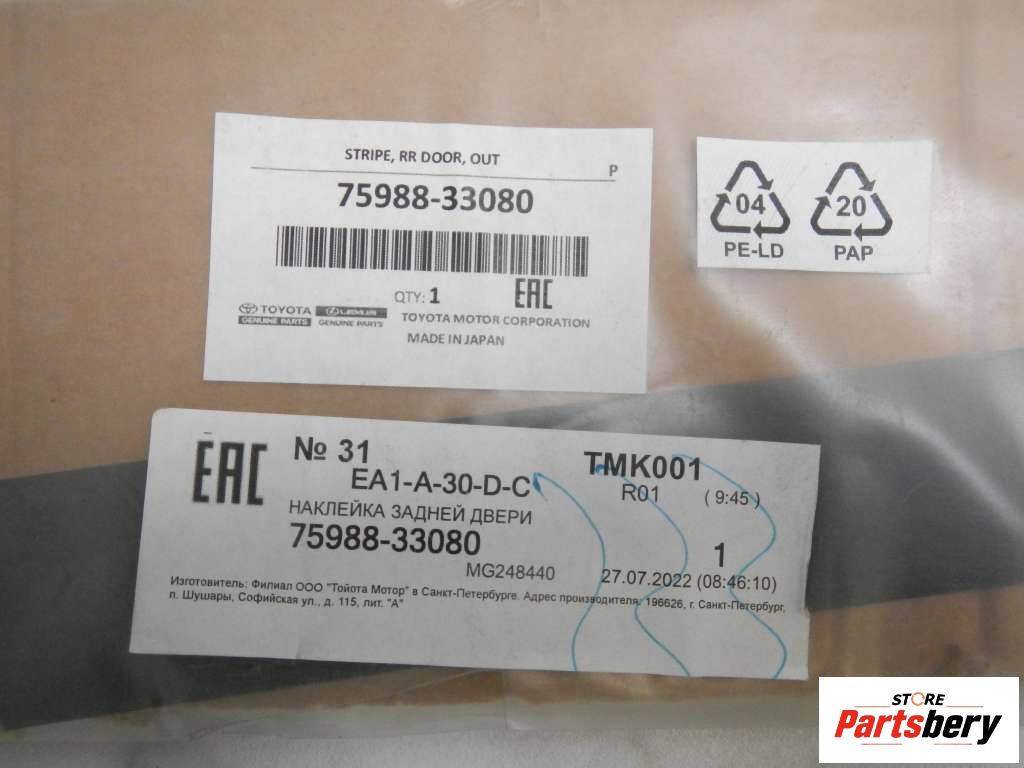 STRIPE, RR DOOR, OUT
P
75988-33080
QTY: 1
EAC
TOYOTA
GENUINE PARTS
LEXUS
GENUINE PARTS
TOYOTA MOTOR CORPORATION
MADE IN JAPAN
04
PE-LD
20
PAP
EAC
№ 31
EA1-A-30-D-C
TMK001
R01 ( 9:45 )
НАКЛЕЙКА ЗАДНЕЙ ДВЕРИ
75988-33080
1
MG248440
27.07.2022 (08:46:10)
Изготовитель: Филиал ООО "Тойота Мотор" в Санкт-Петербурге. Адрес производителя: 196626, г. Санкт-Петербург,
п. Шушары, Софийская ул., д. 115, лит. "А"
STORE
Partsbery